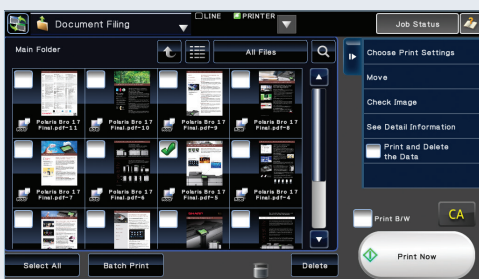 Document Filing
LINE
PRINTER
Job Status
Main Folder
All Files
Choose Print Settings
Move
Check Image
See Detail Information
Print and Delete
the Data
Polaris Bro 17
Final.pdf-11
Polaris Bro 17
Final.pdf-10
Polaris Bro 17
Final.pdf-9
Polaris Bro 17
Final.pdf-8
Polaris Bro 17
Final.pdf-7
Polaris Bro 17
Final.pdf-6
Polaris Bro 17
Final.pdf-5
Polaris Bro 17
Final.pdf-4
Print B/W
CA
Print Now
Select All
Batch Print
Delete